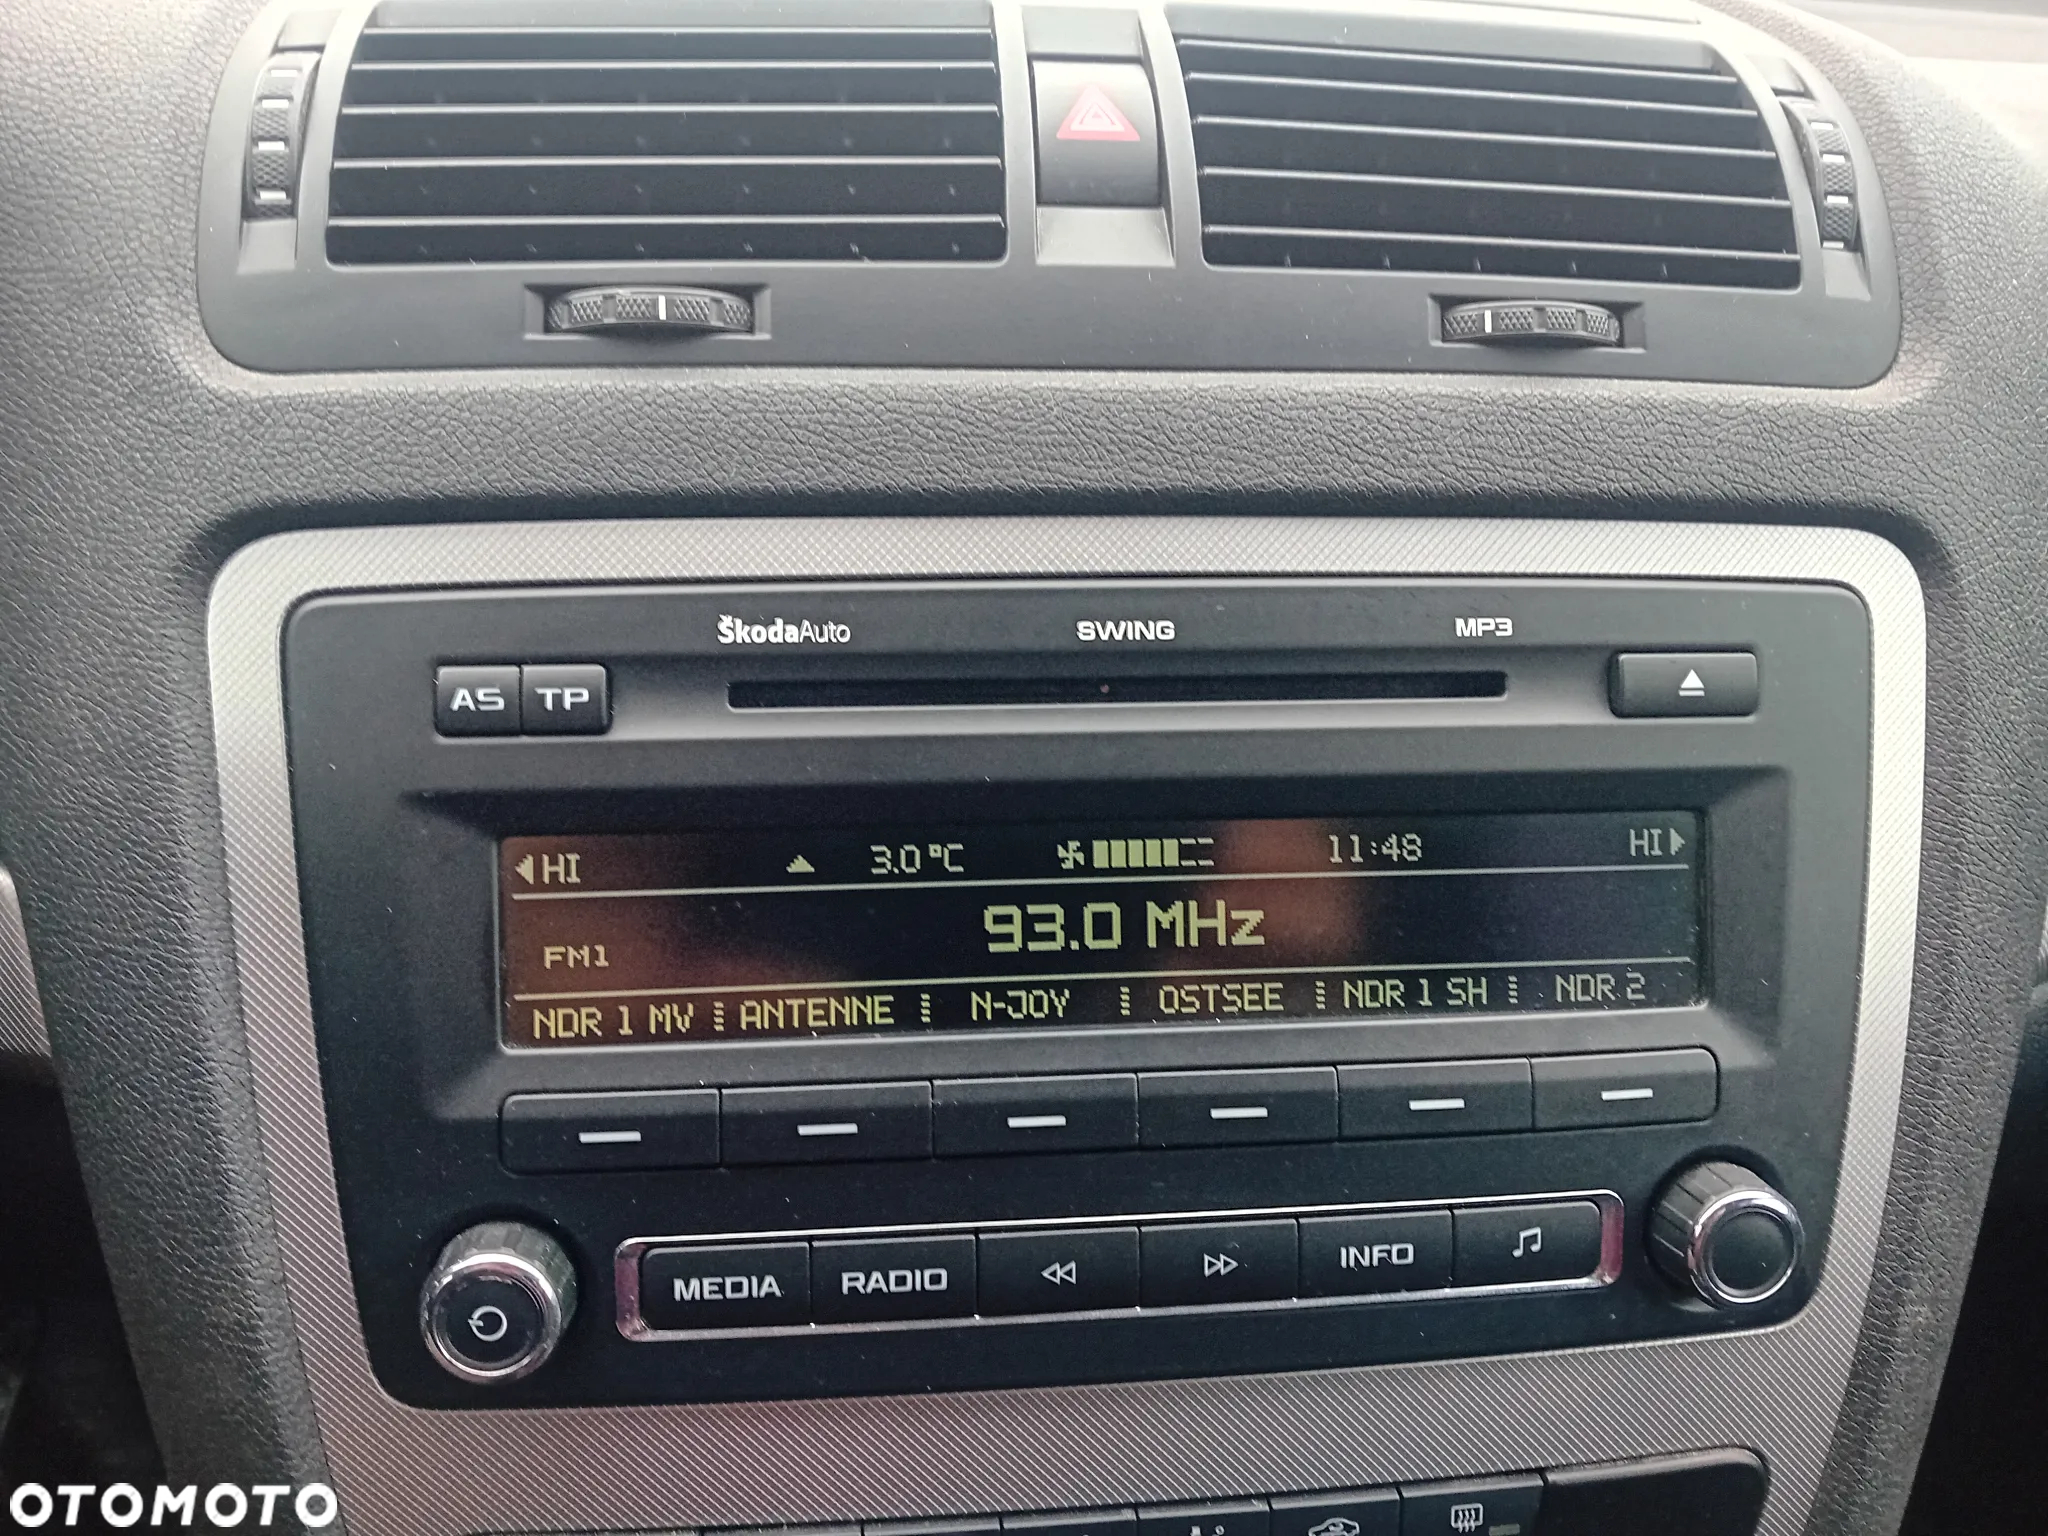 ŠkodaAuto SWING MP3
AS TP
HI 3.0°C 11:48 HI
93.0 MHz
FM1
NDR 1 MV ANTENNE N-JOY OSTSEE NDR 1 SH NDR 2
MEDIA RADIO INFO
OTOMOTO